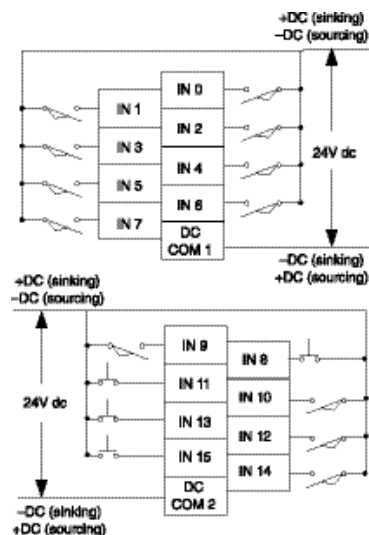 +DC (sinking)
−DC (sourcing)
IN 0
IN 1
IN 2
IN 3
IN 4
IN 5
IN 6
IN 7
DC
COM 1
24V dc
−DC (sinking)
+DC (sourcing)
+DC (sinking)
−DC (sourcing)
IN 9
IN 8
IN 11
IN 10
IN 13
IN 12
IN 15
IN 14
DC
COM 2
24V dc
−DC (sinking)
+DC (sourcing)